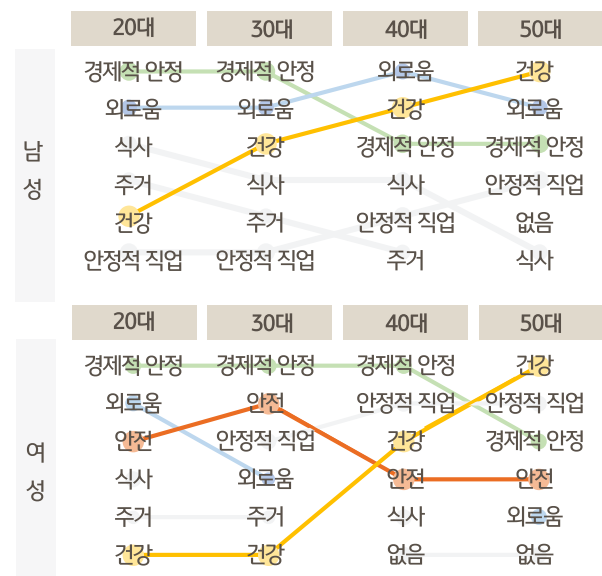 20대 30대 40대 50대
남성
경제적 안정 경제적 안정 외로움 건강
외로움 외로움 건강 외로움
식사 건강 경제적 안정 경제적 안정
주거 식사 식사 안정적 직업
건강 주거 안정적 직업 없음
안정적 직업 안정적 직업 주거 식사
20대 30대 40대 50대
여성
경제적 안정 경제적 안정 경제적 안정 건강
외로움 안전 안정적 직업 안정적 직업
안전 안정적 직업 건강 경제적 안정
식사 외로움 안전 안전
주거 주거 식사 외로움
건강 건강 없음 없음